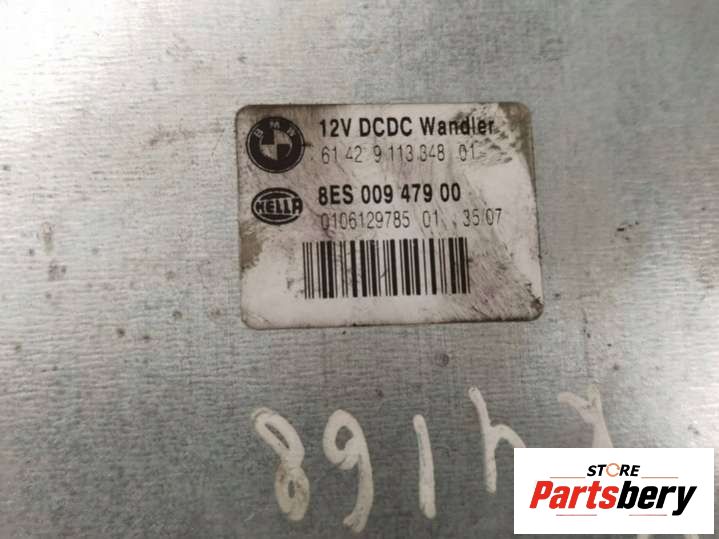 BMW
12V DCDC Wandler
61 42 9 113 348 01
HELLA
8ES 009 479 00
0106129785 01 35/07
STORE
Partsbery